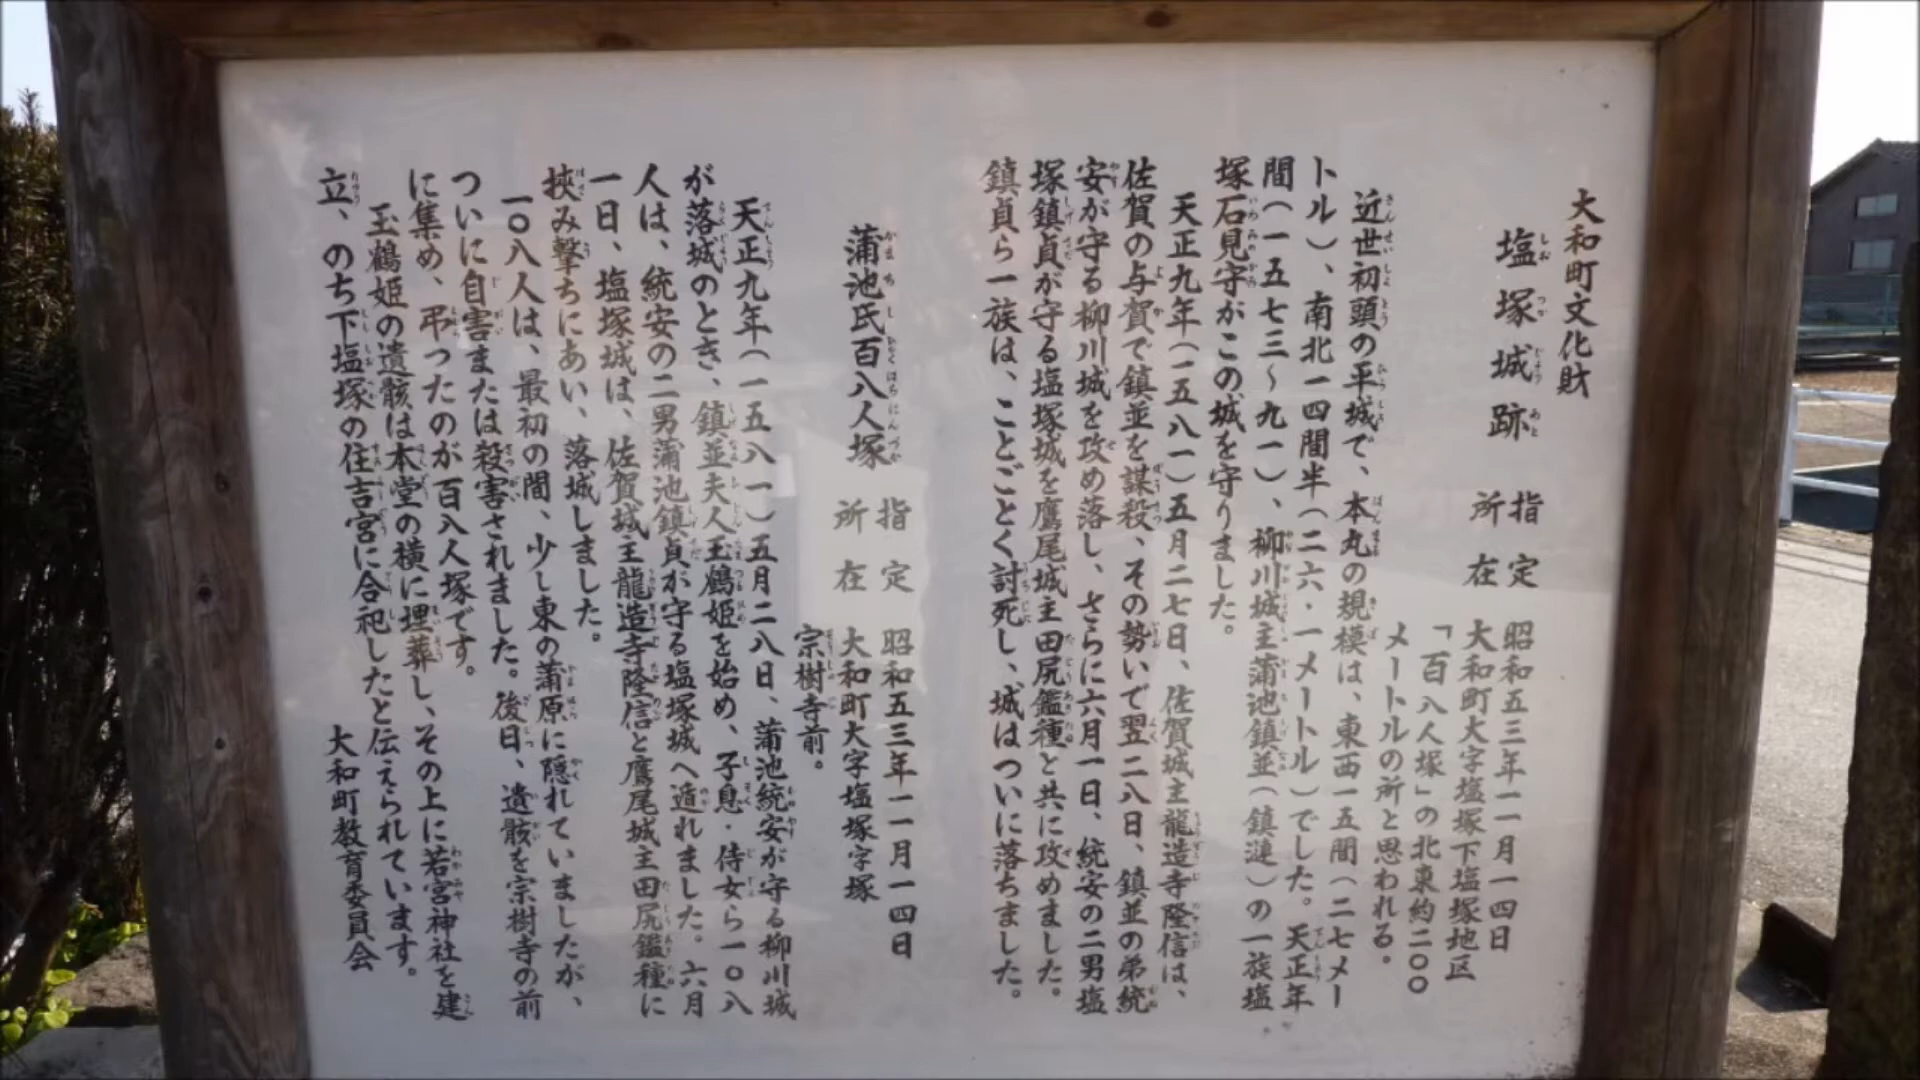 大和町文化財
塩塚城跡
指定 昭和五三年一一月一四日
所在 大和町大字塩塚下塩塚地区
「百八人塚」の北東約二〇〇
メートルの所と思われる。
近世初頭の平城で、本丸の規模は、東西一五間(二七メー
トル)、南北一四間半(二六・一メートル)でした。天正年
間(一五七三〜九一)、柳川城主蒲池鎮並(鎮漣)の一族塩
塚石見守がこの城を守りました。
天正九年(一五八一)五月二七日、佐賀城主龍造寺隆信は、
佐賀の与賀で鎮並を謀殺、その勢いで翌二八日、鎮並の弟統
安が守る柳川城を攻め落し、さらに六月一日、統安の二男塩
塚鎮貞が守る塩塚城を鷹尾城主田尻鑑種と共に攻めました。
鎮貞ら一族は、ことごとく討死し、城はついに落ちました。
蒲池氏百八人塚
指定 昭和五三年一一月一四日
所在 大和町大字塩塚字塚
宗樹寺前。
天正九年(一五八一)五月二八日、蒲池統安が守る柳川城
が落城のとき、鎮並夫人玉鶴姫を始め、子息・侍女ら一〇八
人は、統安の二男蒲池鎮貞が守る塩塚城へ遁れました。六月
一日、塩塚城は、佐賀城主龍造寺隆信と鷹尾城主田尻鑑種に
挟み撃ちにあい、落城しました。
一〇八人は、最初の間、少し東の蒲原に隠れていましたが、
ついに自害または殺害されました。後日、遺骸を宗樹寺の前
に集め、弔ったのが百八人塚です。
玉鶴姫の遺骸は本堂の横に埋葬し、その上に若宮神社を建
立、のち下塩塚の住吉宮に合祀したと伝えられています。
大和町教育委員会